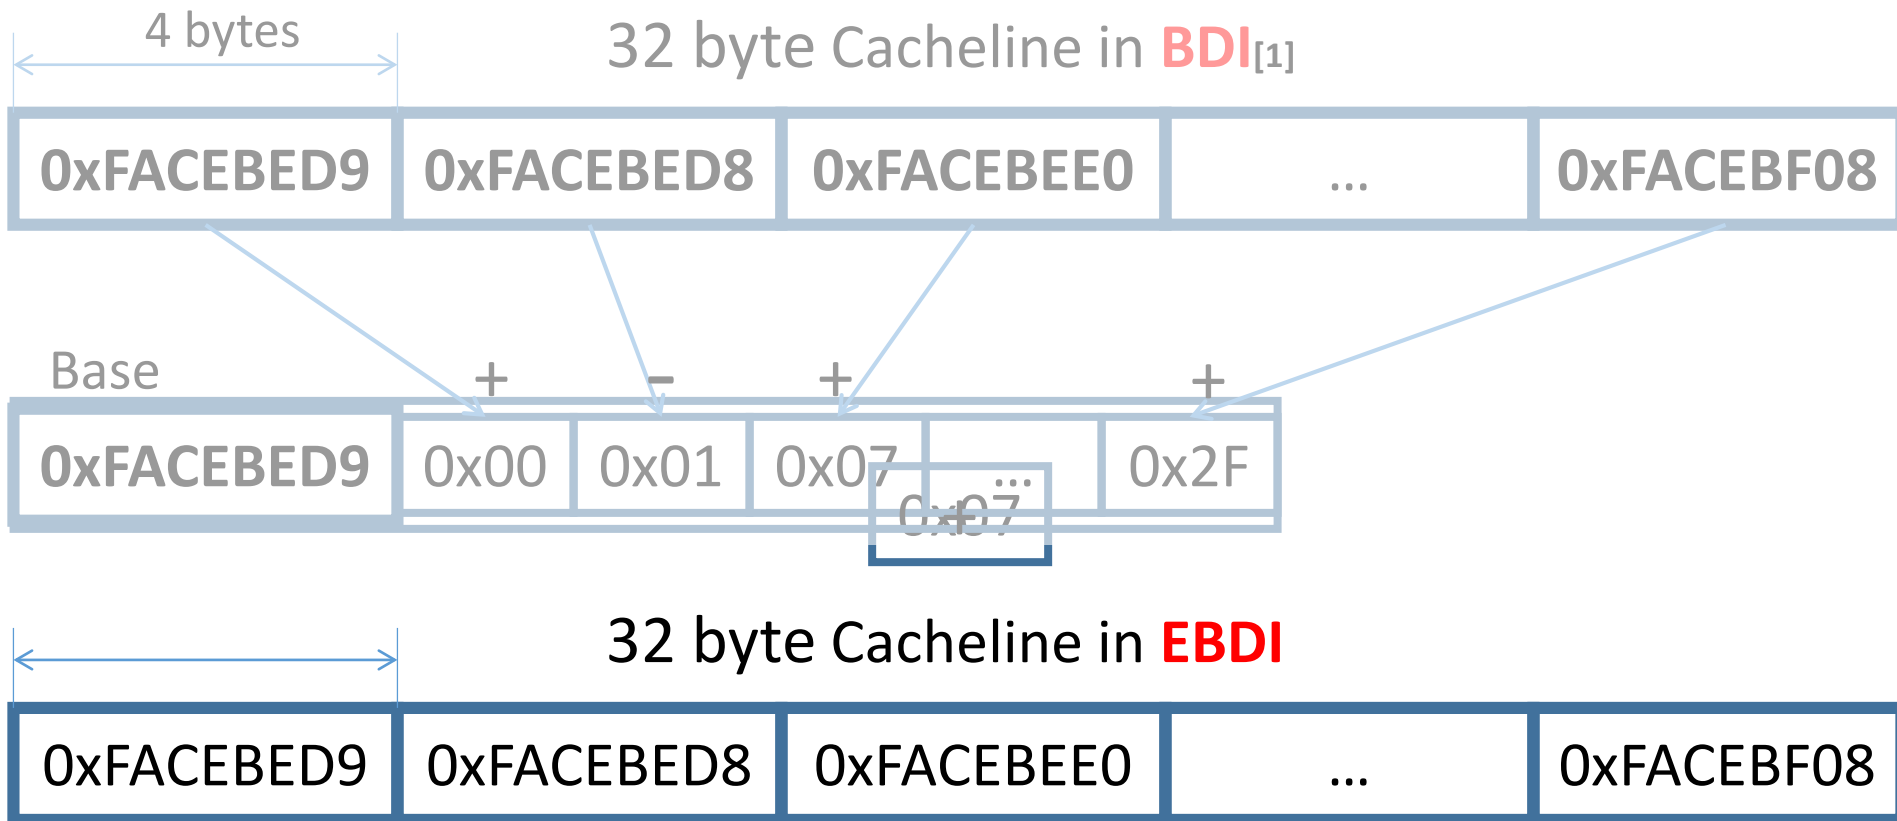 4 bytes
32 byte Cacheline in BDI[1]
0xFACEBED9 0xFACEBED8 0xFACEBEE0 ... 0xFACEBF08
Base + - + +
0xFACEBED9 0x00 0x01 0x07 ... 0x2F
0x07
+
32 byte Cacheline in EBDI
0xFACEBED9 0xFACEBED8 0xFACEBEE0 ... 0xFACEBF08